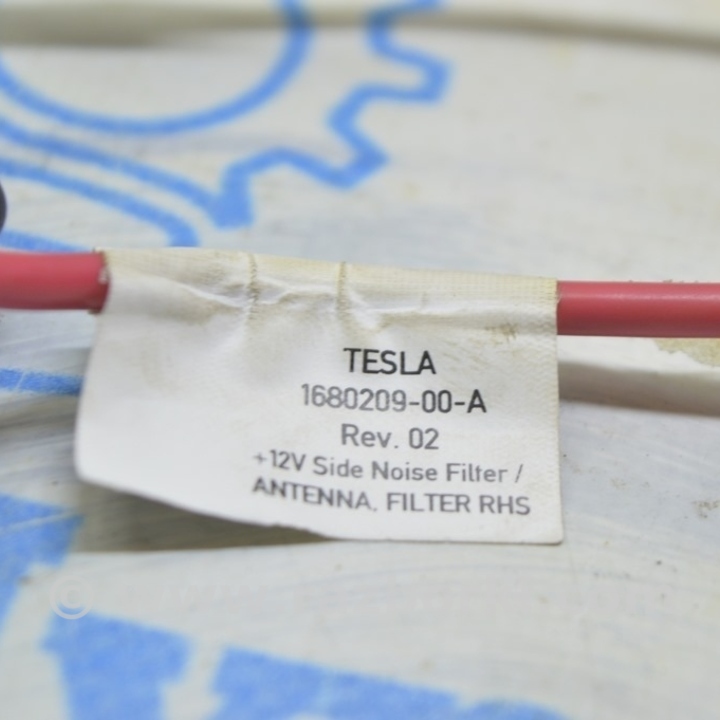 TESLA
1680209-00-A
Rev. 02
+12V Side Noise Filter /
ANTENNA, FILTER RHS
©